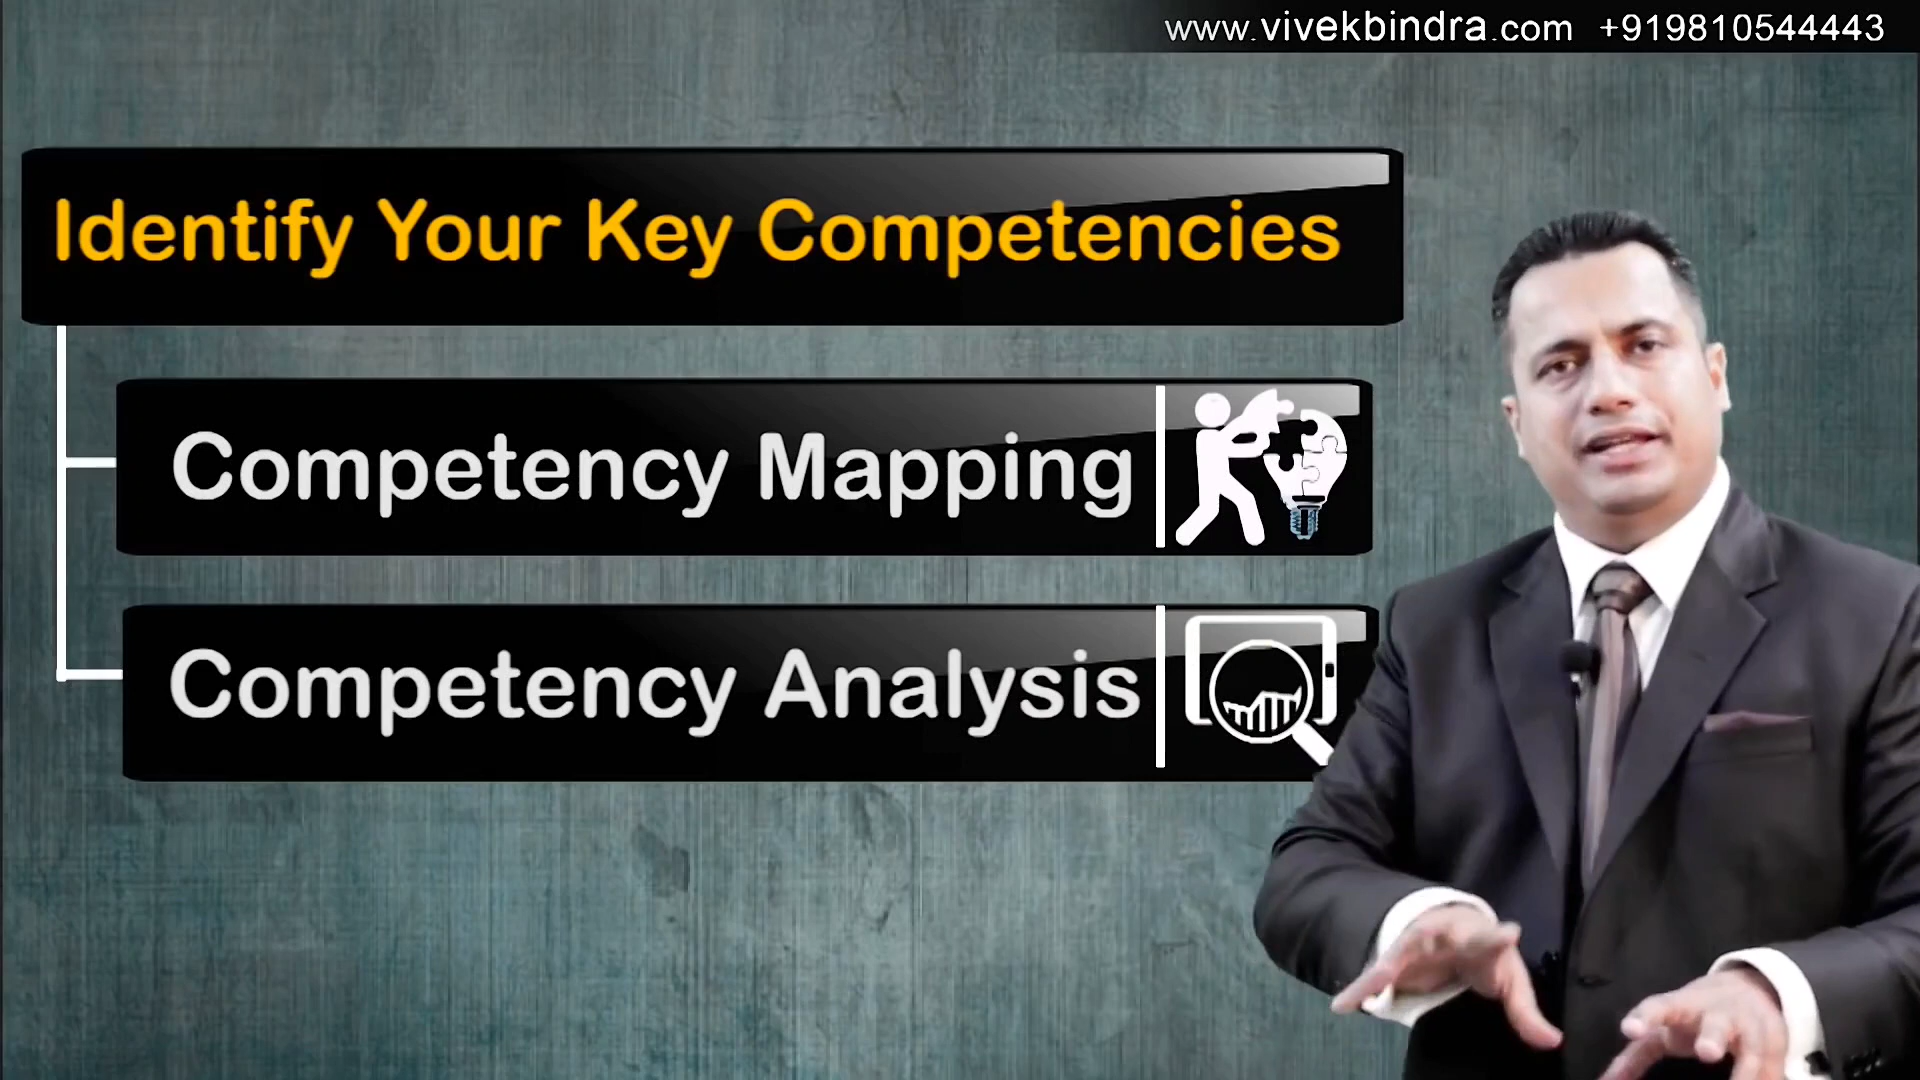 www.vivekbindra.com +919810544443
Identify Your Key Competencies
Competency Mapping
Competency Analysis